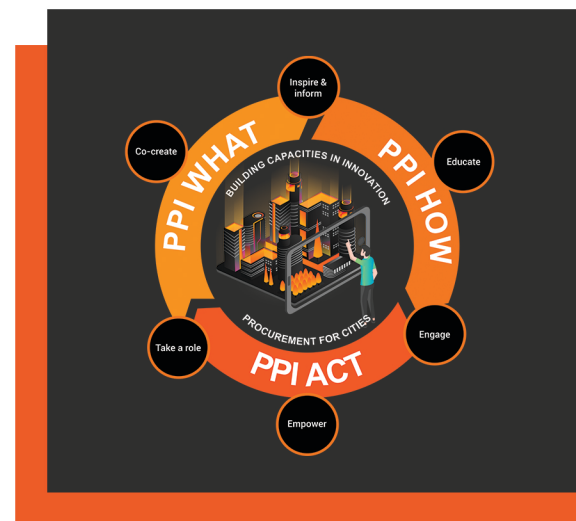 Inspire &
inform
Co-create
PPI WHAT
PPI HOW
Educate
BUILDING CAPACITIES IN INNOVATION
PROCUREMENT FOR CITIES.
Take a role
PPI ACT
Engage
Empower